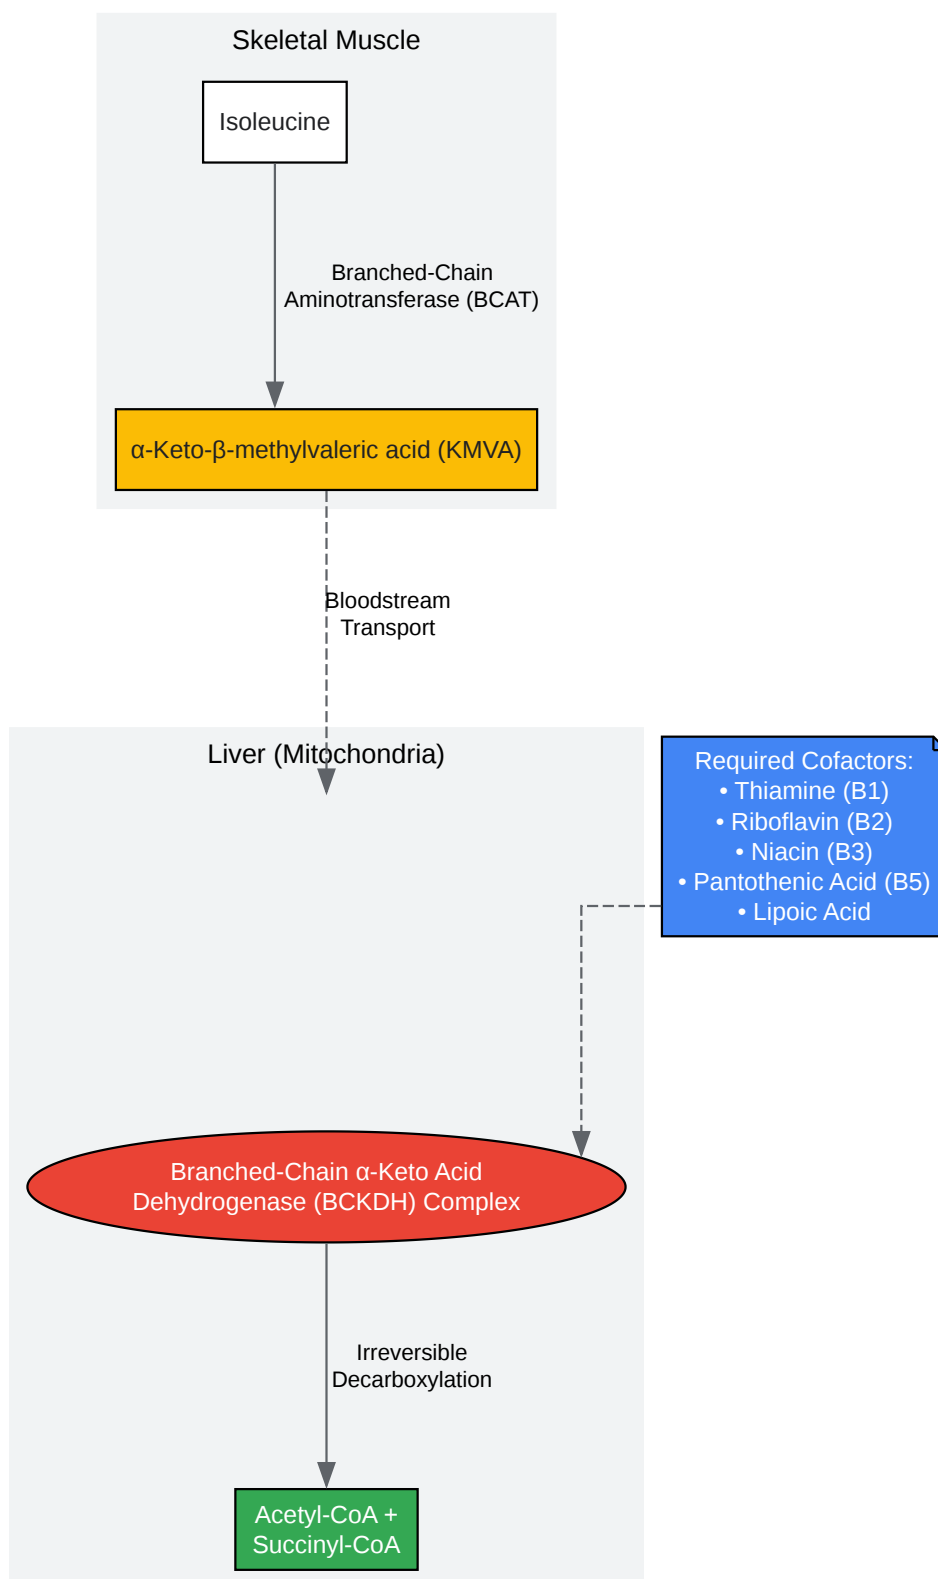 Skeletal Muscle
Isoleucine
Branched-Chain
Aminotransferase (BCAT)
α-Keto-β-methylvaleric acid (KMVA)
Bloodstream
Transport
Liver (Mitochondria)
Required Cofactors:
• Thiamine (B1)
• Riboflavin (B2)
• Niacin (B3)
• Pantothenic Acid (B5)
• Lipoic Acid
Branched-Chain α-Keto Acid
Dehydrogenase (BCKDH) Complex
Irreversible
Decarboxylation
Acetyl-CoA +
Succinyl-CoA